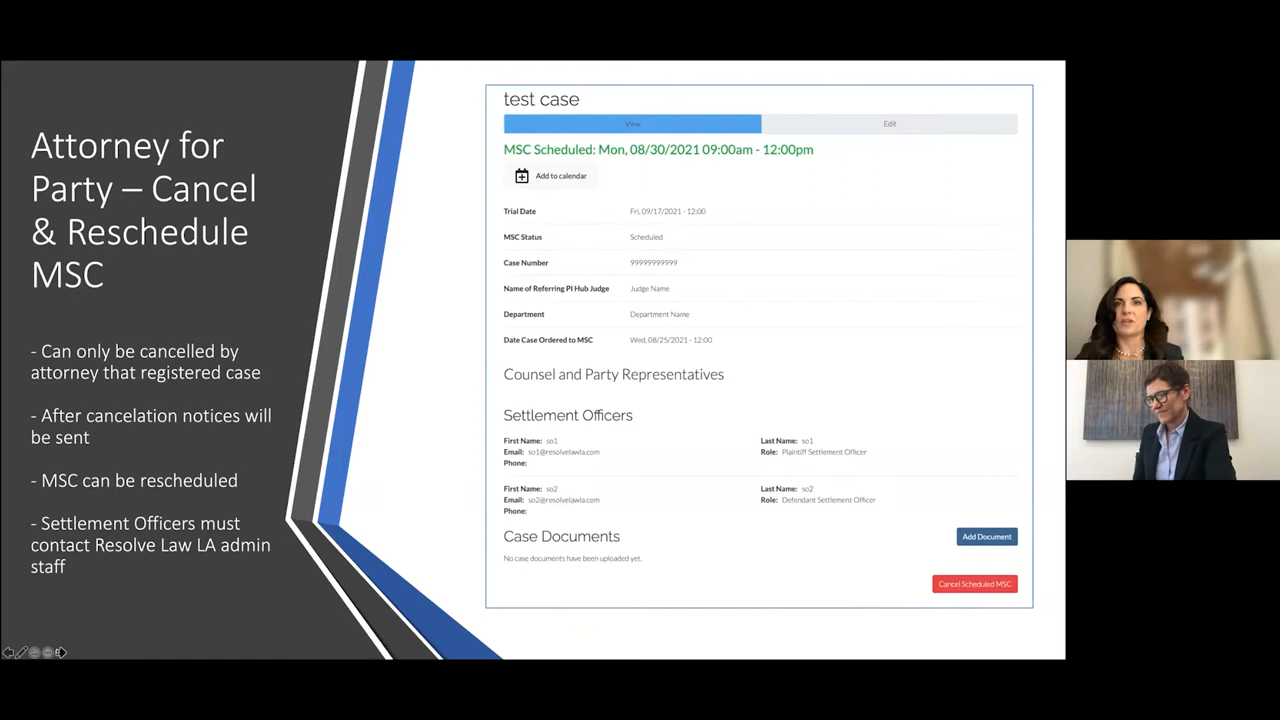 Attorney for
Party – Cancel
& Reschedule
MSC
- Can only be cancelled by
attorney that registered case
- After cancelation notices will
be sent
- MSC can be rescheduled
- Settlement Officers must
contact Resolve Law LA admin
staff
test case
View Edit
MSC Scheduled: Mon, 08/30/2021 09:00am - 12:00pm
Add to calendar
Trial Date Fri, 09/17/2021 - 12:00
MSC Status Scheduled
Case Number 99999999999
Name of Referring PI Hub Judge Judge Name
Department Department Name
Date Case Ordered to MSC Wed, 08/25/2021 - 12:00
Counsel and Party Representatives
Settlement Officers
First Name: so1 Last Name: so1
Email: so1@resolvelawla.com Role: Plaintiff Settlement Officer
Phone:
First Name: so2 Last Name: so2
Email: so2@resolvelawla.com Role: Defendant Settlement Officer
Phone:
Case Documents Add Document
No case documents have been uploaded yet.
Cancel Scheduled MSC